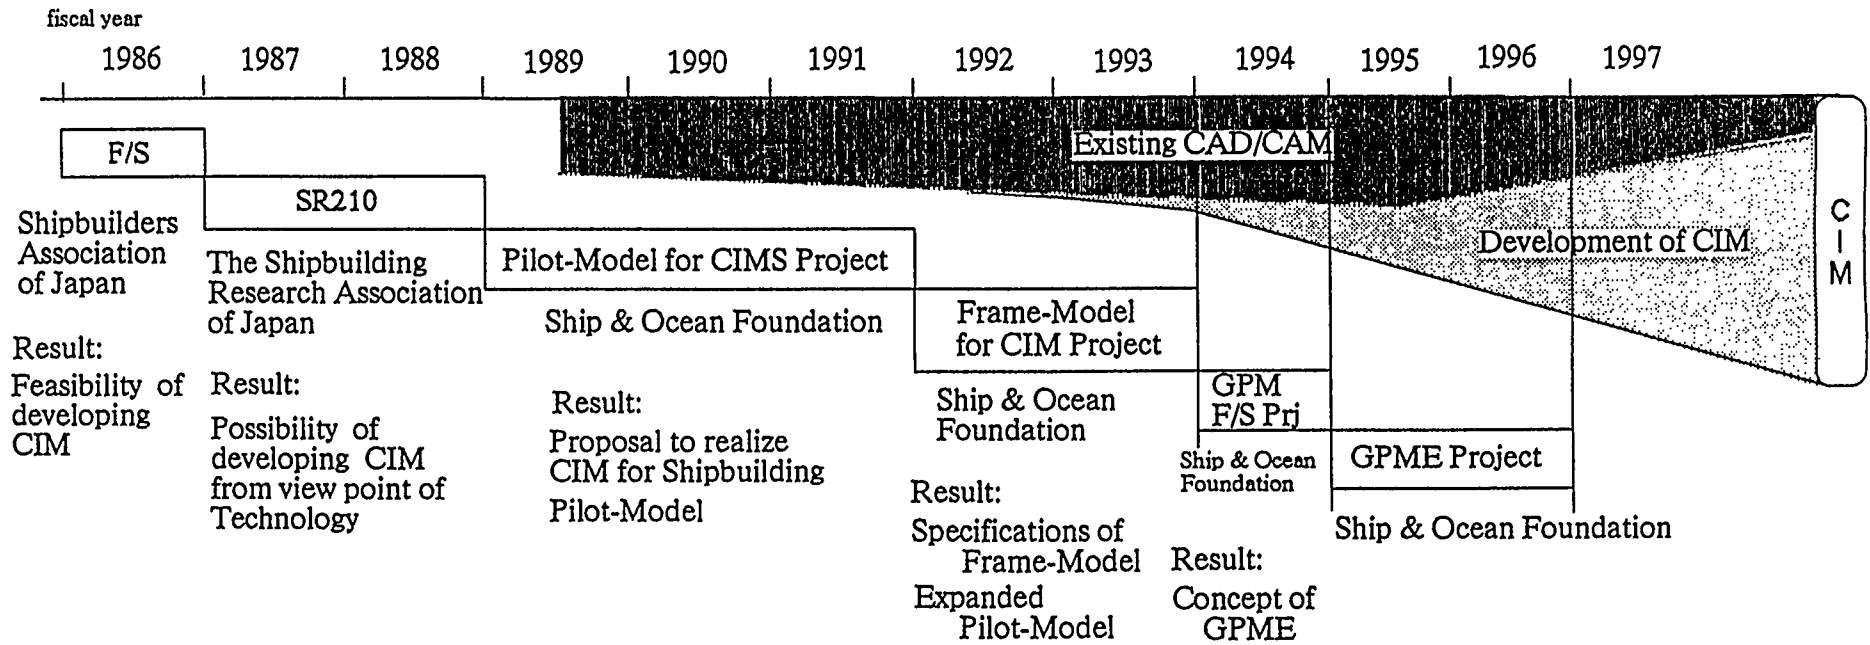 fiscal year
1986 1987 1988 1989 1990 1991 1992 1993 1994 1995 1996 1997
Existing CAD/CAM
Development of CIM
CIM
F/S
Shipbuilders
Association
of Japan
Result:
Feasibility of
developing
CIM
SR210
The Shipbuilding
Research Association
of Japan
Result:
Possibility of
developing CIM
from view point of
Technology
Pilot-Model for CIMS Project
Ship & Ocean Foundation
Result:
Proposal to realize
CIM for Shipbuilding
Pilot-Model
Frame-Model
for CIM Project
Ship & Ocean
Foundation
Result:
Specifications of
Frame-Model
Expanded
Pilot-Model
GPM
F/S Prj
Ship & Ocean
Foundation
Result:
Concept of
GPME
GPME Project
Ship & Ocean Foundation